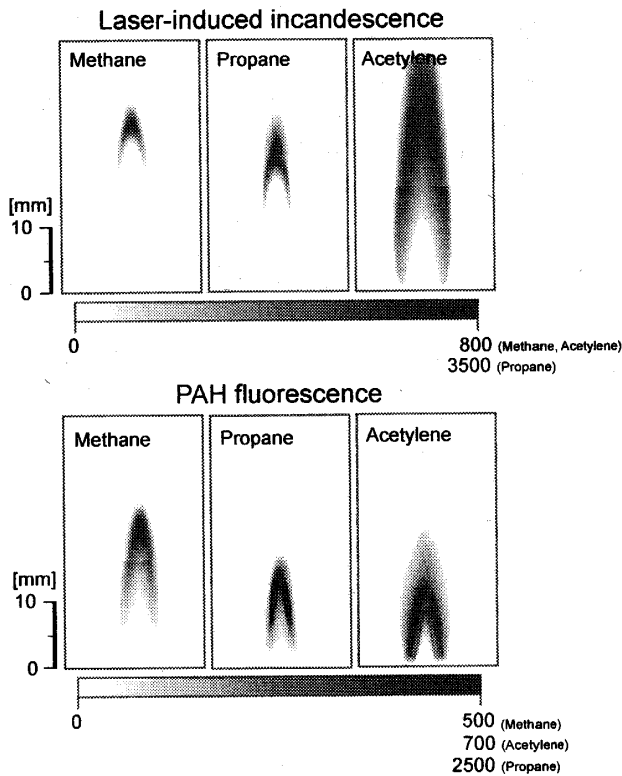 Laser-induced incandescence
Methane Propane Acetylene
[mm]
10
0
0 800 (Methane, Acetylene)
3500 (Propane)
PAH fluorescence
Methane Propane Acetylene
[mm]
10
0
0 500 (Methane)
700 (Acetylene)
2500 (Propane)